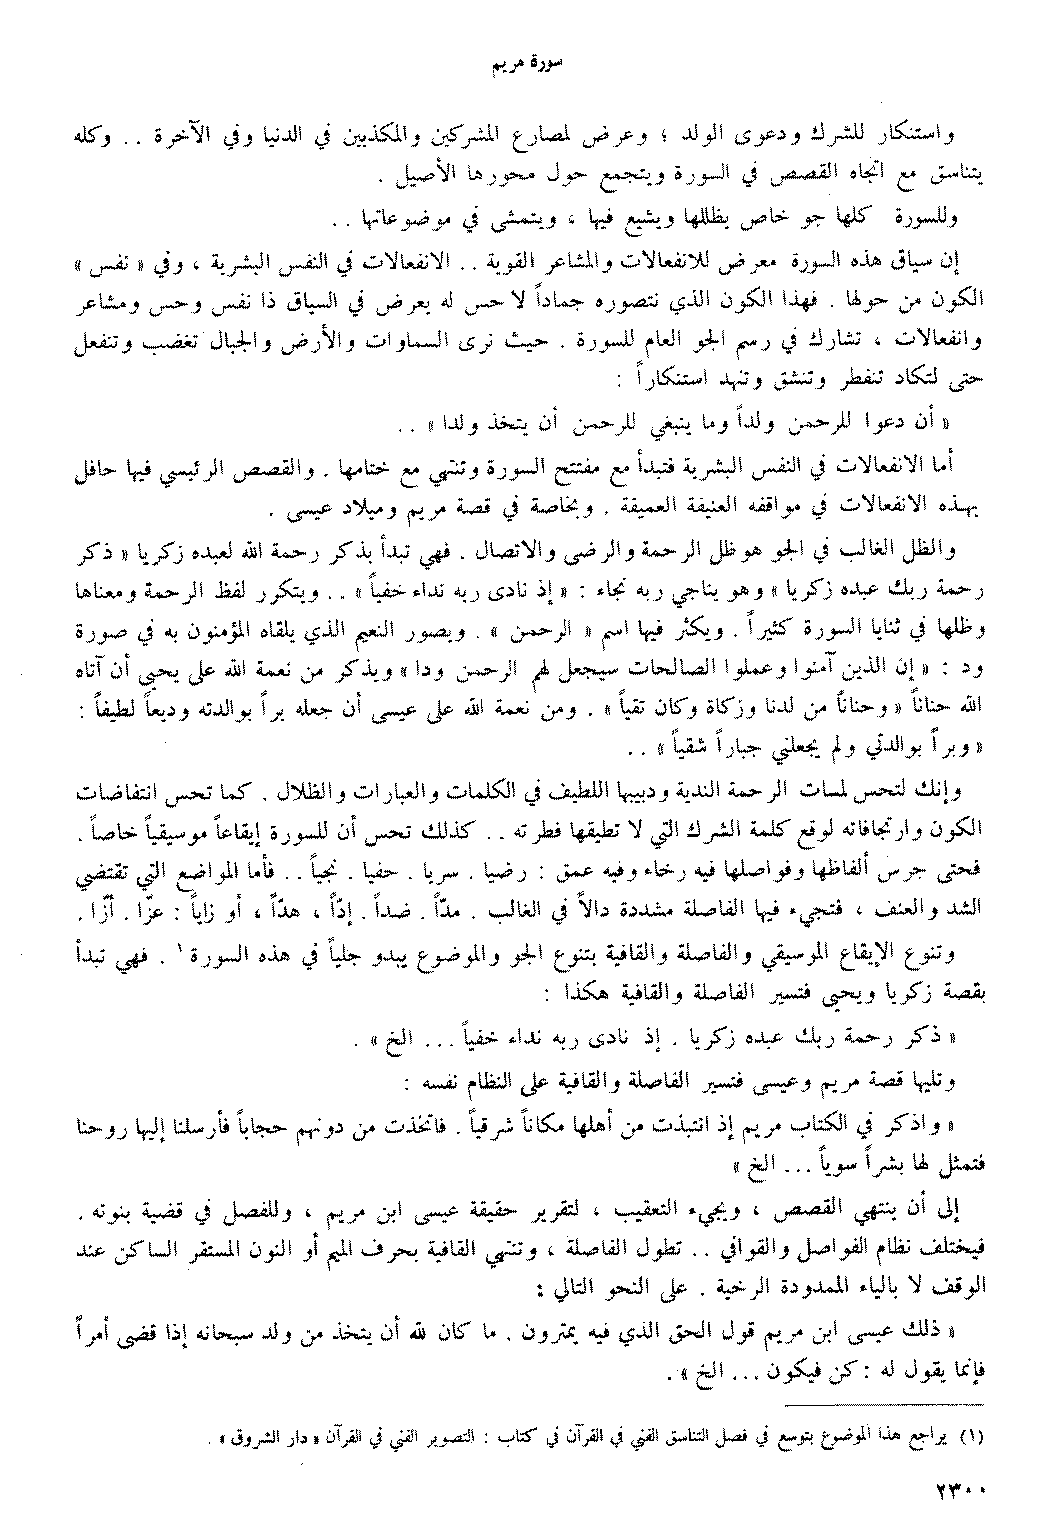 سورة مريم
واستنكار للشرك ودعوى الولد ؛ وعرض لمصارع المشركين والمكذبين في الدنيا وفي الآخرة . . وكله
يتناسق مع اتجاه القصص في السورة ويتجمع حول محورها الأصيل .
وللسورة كلها جو خاص يظللها ويشيع فيها ، ويتمشى في موضوعاتها . .
إن سياق هذه السورة معرض للانفعالات والمشاعر القوية . . الانفعالات في النفس البشرية ، وفي « نفس »
الكون من حولها . فهذا الكون الذي نتصوره جماداً لا حس له يعرض في السياق ذا نفس وحس ومشاعر
وانفعالات ، تشارك في رسم الجو العام للسورة . حيث نرى السماوات والأرض والجبال تغضب وتنفعل
حتى لتكاد تنفطر وتنشق وتنهد استنكاراً :
« أن دعوا للرحمن ولداً وما ينبغي للرحمن أن يتخذ ولدا » . .
أما الانفعالات في النفس البشرية فتبدأ مع مفتتح السورة وتنتهي مع ختامها . والقصص الرئيسي فيها حافل
بهذه الانفعالات في مواقفه العنيفة العميقة . وبخاصة في قصة مريم وميلاد عيسى .
والظل الغالب في الجو هو ظل الرحمة والرضى والاتصال . فهي تبدأ بذكر رحمة الله لعبده زكريا « ذكر
رحمة ربك عبده زكريا » وهو يناجي ربه نجاء : « إذ نادى ربه نداء خفياً » . . ويتكرر لفظ الرحمة ومعناها
وظلها في ثنايا السورة كثيراً . ويكثر فيها اسم « الرحمن » . ويصور النعيم الذي يلقاه المؤمنون به في صورة
ود : « إن الذين آمنوا وعملوا الصالحات سيجعل لهم الرحمن ودا » ويذكر من نعمة الله على يحيى أن آتاه
الله حناناً « وحناناً من لدنا وزكاة وكان تقياً » . ومن نعمة الله على عيسى أن جعله براً بوالدته وديعاً لطيفاً :
« وبراً بوالدتي ولم يجعلني جباراً شقياً » . .
وإنك لتحس لمسات الرحمة الندية ودبيبها اللطيف في الكلمات والعبارات والظلال . كما تحس انتفاضات
الكون وارتجافاته لوقع كلمة الشرك التي لا تطيقها فطرته . . كذلك تحس أن للسورة إيقاعاً موسيقياً خاصاً .
فحتى جرس ألفاظها وفواصلها فيه رخاء وفيه عمق : رضيا . سريا . حفيا . نجياً . . فأما المواضع التي تقتضي
الشد والعنف ، فتجيء فيها الفاصلة مشددة دالاً في الغالب . مدّاً . ضداً . إدّاً ، هدّاً ، أو زاياً : عزّا . أزّا .
وتنوع الإيقاع الموسيقي والفاصلة والقافية بتنوع الجو والموضوع يبدو جلياً في هذه السورة ١ . فهي تبدأ
بقصة زكريا ويحيى فتسير الفاصلة والقافية هكذا :
« ذكر رحمة ربك عبده زكريا . إذ نادى ربه نداء خفياً ... الخ » .
وتليها قصة مريم وعيسى فتسير الفاصلة والقافية على النظام نفسه :
« واذكر في الكتاب مريم إذ انتبذت من أهلها مكاناً شرقياً . فاتخذت من دونهم حجاباً فأرسلنا إليها روحنا
فتمثل لها بشراً سوياً ... الخ »
إلى أن ينتهي القصص ، ويجيء التعقيب ، لتقرير حقيقة عيسى ابن مريم ، وللفصل في قضية بنوته .
فيختلف نظام الفواصل والقوافي . . تطول الفاصلة ، وتنتهي القافية بحرف الميم أو النون المستقر الساكن عند
الوقف لا بالياء الممدودة الرخية . على النحو التالي :
« ذلك عيسى ابن مريم قول الحق الذي فيه يمترون . ما كان لله أن يتخذ من ولد سبحانه إذا قضى أمراً
فإنما يقول له : كن فيكون ... الخ » .
(١) يراجع هذا الموضوع بتوسع في فصل التناسق الفني في القرآن في كتاب : التصوير الفني في القرآن « دار الشروق » .
٢٣٠٠